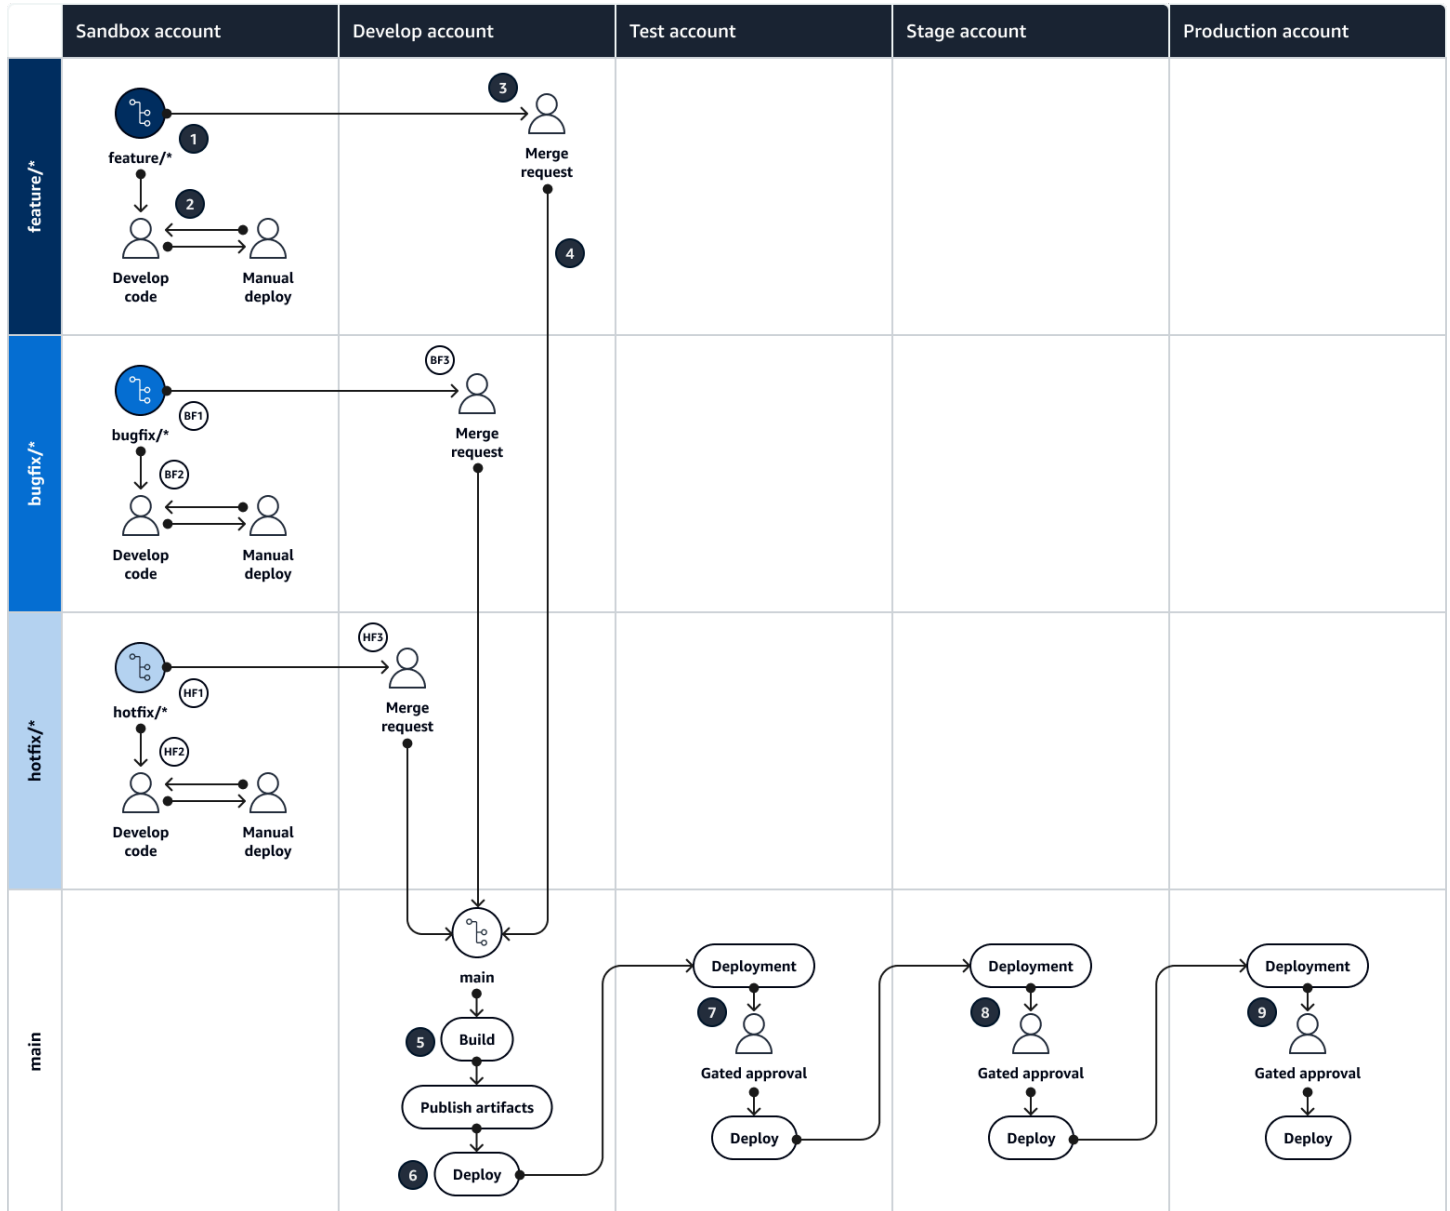 Sandbox account
Develop account
Test account
Stage account
Production account
feature/*
3
1
feature/*
Merge
request
2
4
Develop
code
Manual
deploy
bugfix/*
BF3
BF1
bugfix/*
Merge
request
BF2
Develop
code
Manual
deploy
hotfix/*
HF3
HF1
hotfix/*
Merge
request
HF2
Develop
code
Manual
deploy
main
main
5
Build
Publish artifacts
6
Deploy
Deployment
7
Gated approval
Deploy
Deployment
8
Gated approval
Deploy
Deployment
9
Gated approval
Deploy